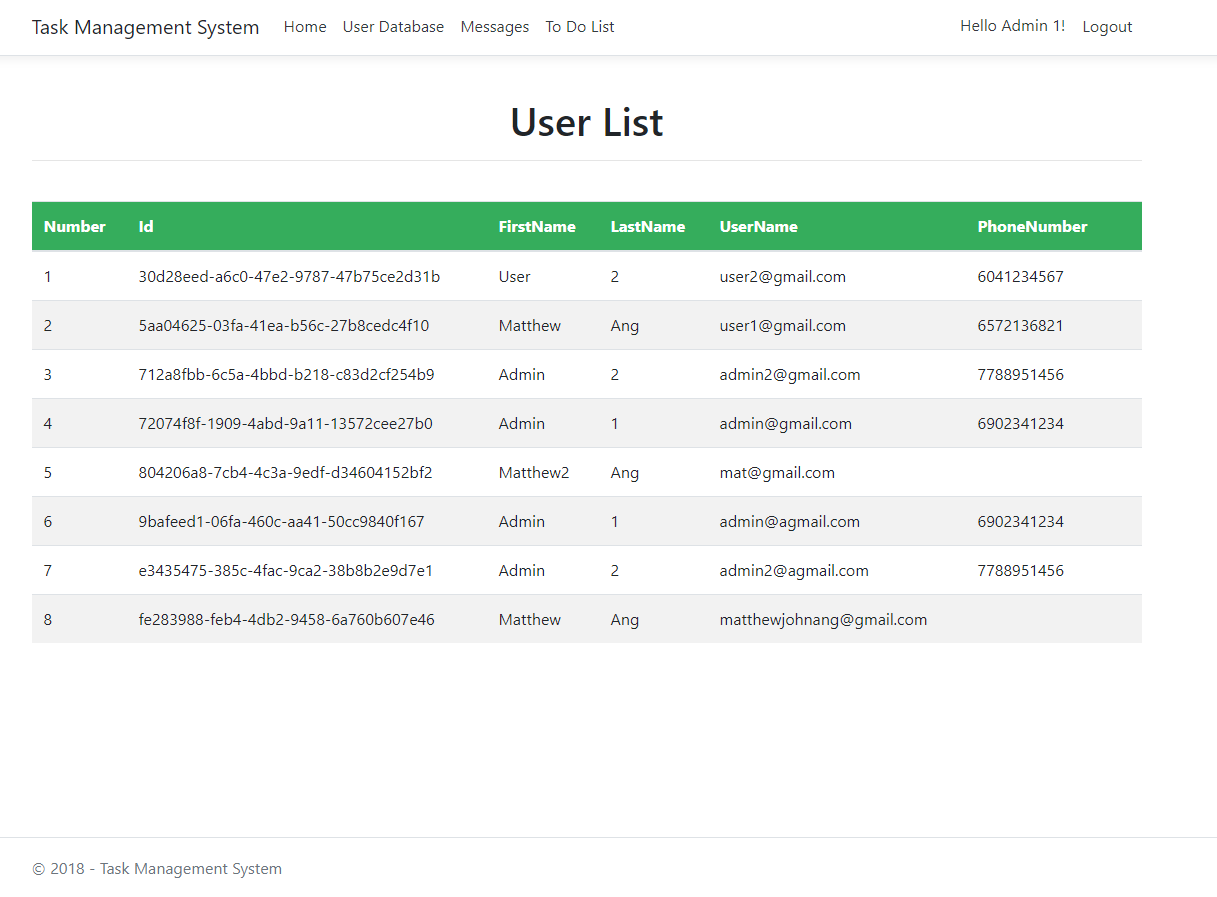 Task Management System Home User Database Messages To Do List Hello Admin 1! Logout
User List
Number Id FirstName LastName UserName PhoneNumber
1 30d28eed-a6c0-47e2-9787-47b75ce2d31b User 2 user2@gmail.com 6041234567
2 5aa04625-03fa-41ea-b56c-27b8cedc4f10 Matthew Ang user1@gmail.com 6572136821
3 712a8fbb-6c5a-4bbd-b218-c83d2cf254b9 Admin 2 admin2@gmail.com 7788951456
4 72074f8f-1909-4abd-9a11-13572cee27b0 Admin 1 admin@gmail.com 6902341234
5 804206a8-7cb4-4c3a-9edf-d34604152bf2 Matthew2 Ang mat@gmail.com
6 9bafeed1-06fa-460c-aa41-50cc9840f167 Admin 1 admin@agmail.com 6902341234
7 e3435475-385c-4fac-9ca2-38b8b2e9d7e1 Admin 2 admin2@agmail.com 7788951456
8 fe283988-feb4-4db2-9458-6a760b607e46 Matthew Ang matthewjohnang@gmail.com
© 2018 - Task Management System